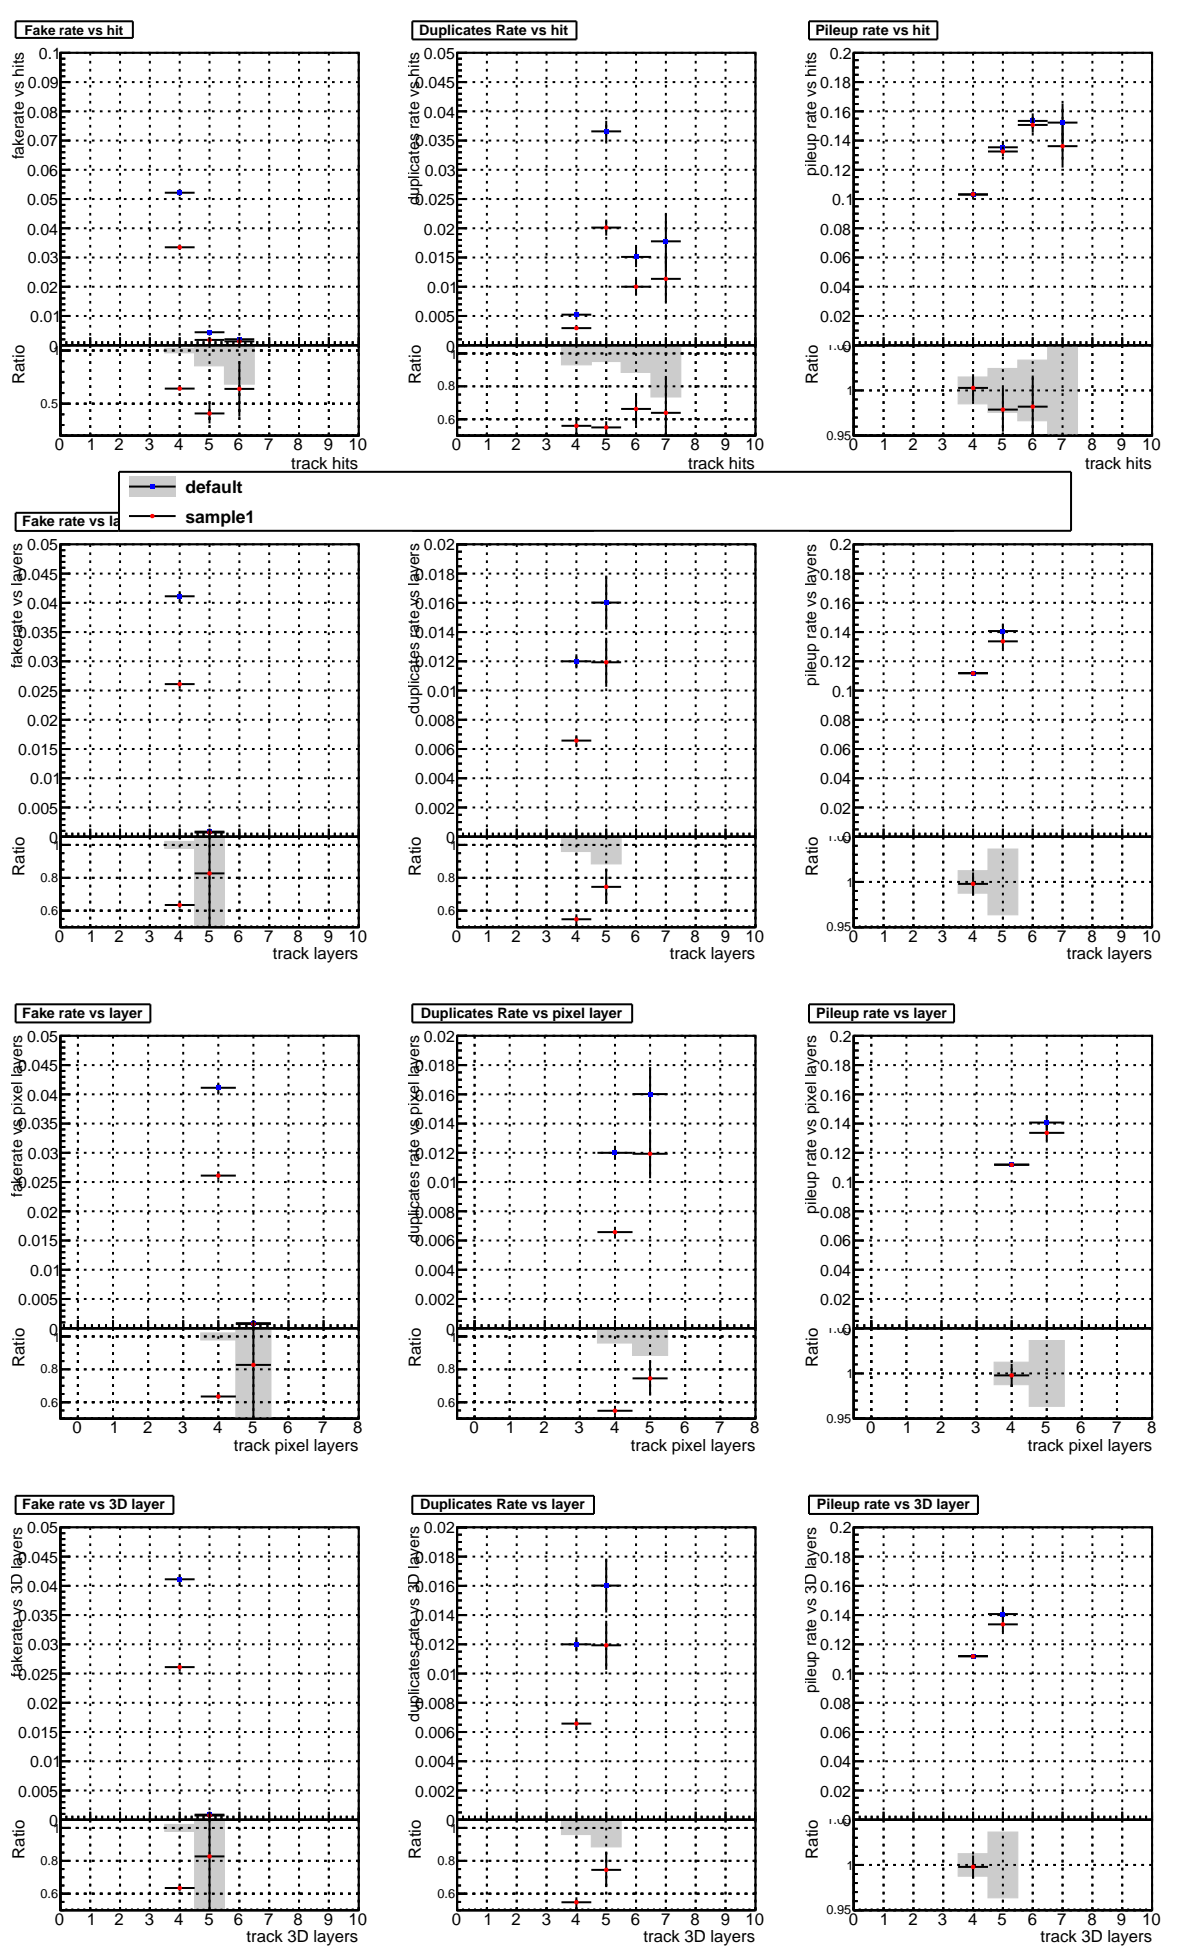 Fake rate vs hit
Duplicates Rate vs hit
Pileup rate vs hit
fakerate vs hits
0.1
0.09
0.08
0.07
0.06
0.05
0.04
0.03
0.02
0.01
0
Ratio
1
0.5
0 1 2 3 4 5 6 7 8 9 10
track hits
duplicates rate vs hits
0.05
0.045
0.04
0.035
0.03
0.025
0.02
0.015
0.01
0.005
0
Ratio
1
0.8
0.6
0 1 2 3 4 5 6 7 8 9 10
track hits
pileup rate vs hits
0.2
0.18
0.16
0.14
0.12
0.1
0.08
0.06
0.04
0.02
0
Ratio
1
0.95
0 1 2 3 4 5 6 7 8 9 10
track hits
default
sample1
Fake rate vs la
fakerate vs layers
0.05
0.045
0.04
0.035
0.03
0.025
0.02
0.015
0.01
0.005
0
Ratio
1
0.8
0.6
0 1 2 3 4 5 6 7 8 9 10
track layers
duplicates rate vs layers
0.02
0.018
0.016
0.014
0.012
0.01
0.008
0.006
0.004
0.002
0
Ratio
1
0.8
0.6
0 1 2 3 4 5 6 7 8 9 10
track layers
pileup rate vs layers
0.2
0.18
0.16
0.14
0.12
0.1
0.08
0.06
0.04
0.02
0
Ratio
1
0.95
0 1 2 3 4 5 6 7 8 9 10
track layers
Fake rate vs layer
Duplicates Rate vs pixel layer
Pileup rate vs layer
fakerate vs pixel layers
0.05
0.045
0.04
0.035
0.03
0.025
0.02
0.015
0.01
0.005
0
Ratio
1
0.8
0.6
0 1 2 3 4 5 6 7 8
track pixel layers
duplicates rate vs pixel layers
0.02
0.018
0.016
0.014
0.012
0.01
0.008
0.006
0.004
0.002
0
Ratio
1
0.8
0.6
0 1 2 3 4 5 6 7 8
track pixel layers
pileup rate vs pixel layers
0.2
0.18
0.16
0.14
0.12
0.1
0.08
0.06
0.04
0.02
0
Ratio
1
0.95
0 1 2 3 4 5 6 7 8
track pixel layers
Fake rate vs 3D layer
Duplicates Rate vs layer
Pileup rate vs 3D layer
fakerate vs 3D layers
0.05
0.045
0.04
0.035
0.03
0.025
0.02
0.015
0.01
0.005
0
Ratio
1
0.8
0.6
0 1 2 3 4 5 6 7 8 9 10
track 3D layers
duplicates rate vs 3D layers
0.02
0.018
0.016
0.014
0.012
0.01
0.008
0.006
0.004
0.002
0
Ratio
1
0.8
0.6
0 1 2 3 4 5 6 7 8 9 10
track 3D layers
pileup rate vs 3D layers
0.2
0.18
0.16
0.14
0.12
0.1
0.08
0.06
0.04
0.02
0
Ratio
1
0.95
0 1 2 3 4 5 6 7 8 9 10
track 3D layers